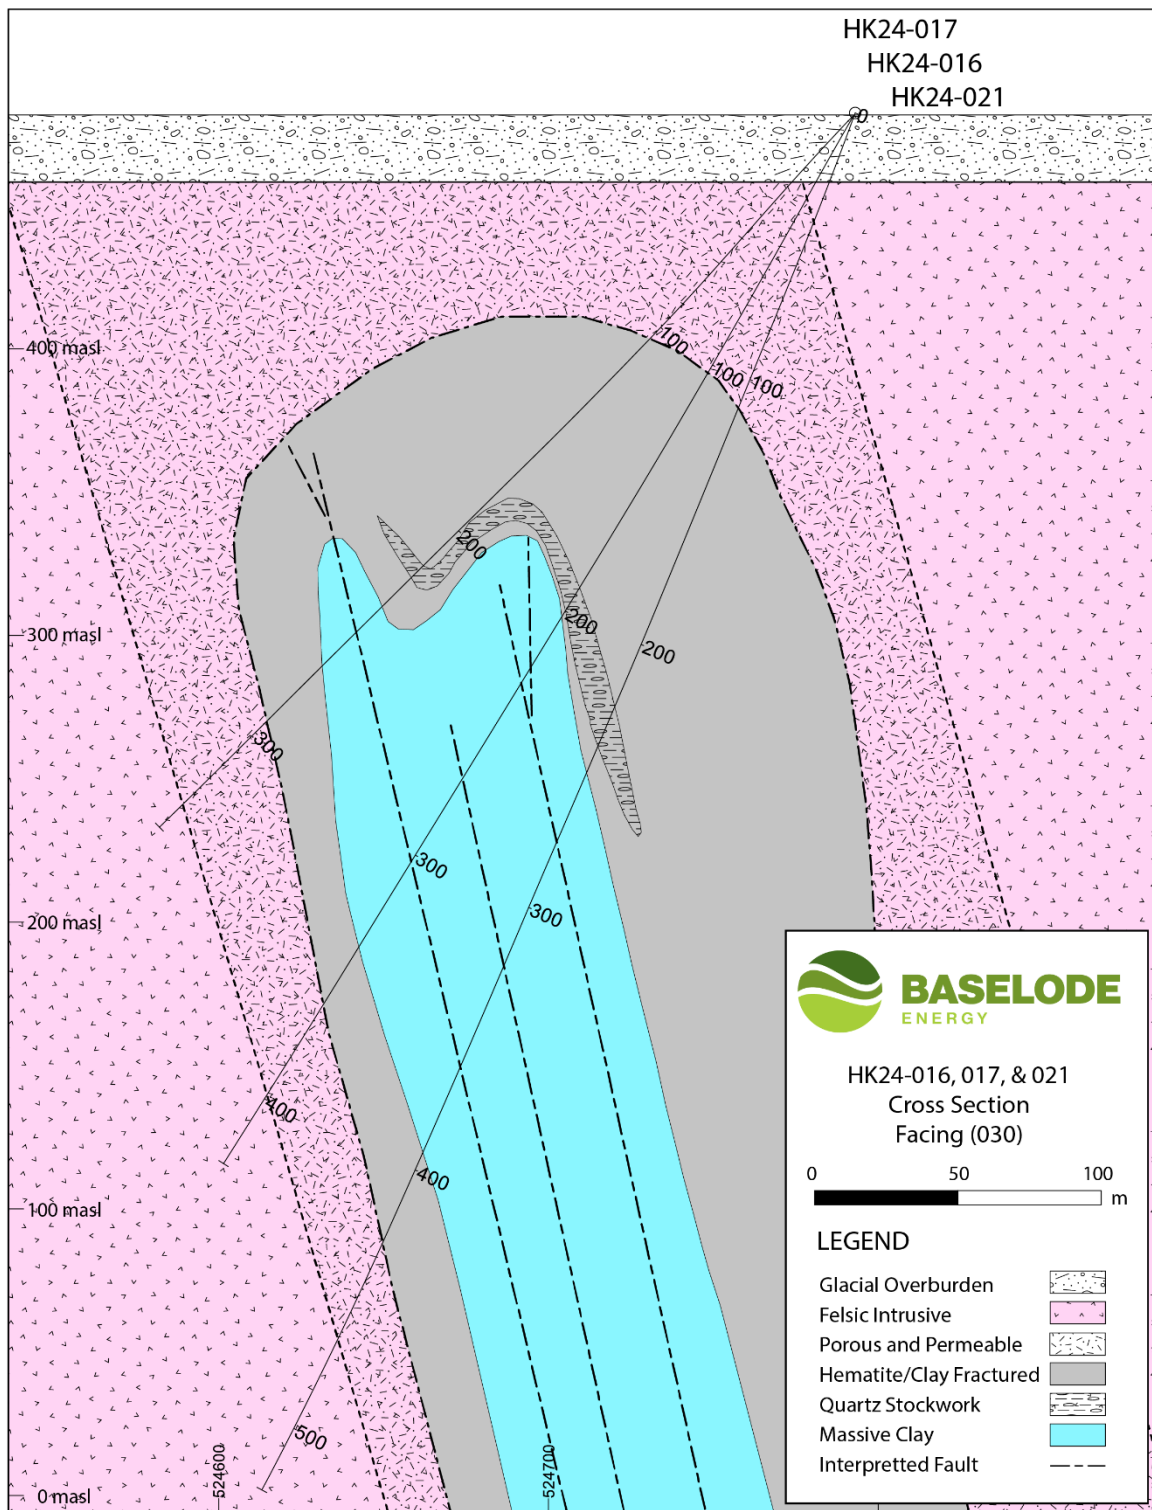 HK24-017
HK24-016
HK24-021
0
400 masl
100
100
100
200
300 masl
200
200
300
300
200 masl
300
400
400
100 masl
500
524600
524700
0 masl
BASELODE
ENERGY
HK24-016, 017, & 021
Cross Section
Facing (030)
0 50 100
m
LEGEND
Glacial Overburden
Felsic Intrusive
Porous and Permeable
Hematite/Clay Fractured
Quartz Stockwork
Massive Clay
Interpretted Fault